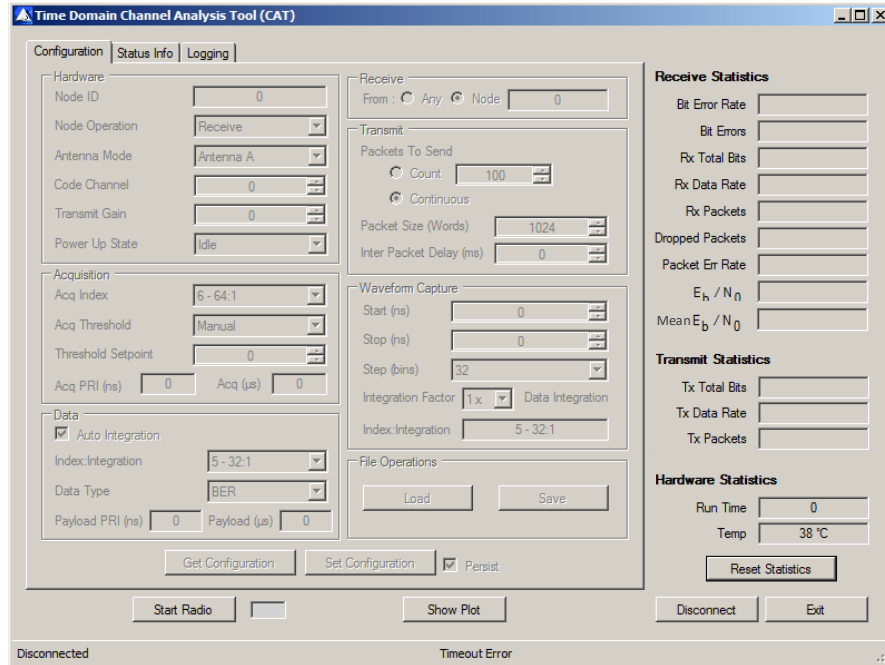 Time Domain Channel Analysis Tool (CAT)
Configuration Status Info Logging
Hardware
Node ID 0
Node Operation Receive
Antenna Mode Antenna A
Code Channel 0
Transmit Gain 0
Power Up State Idle
Acquisition
Acq Index 6 - 64:1
Acq Threshold Manual
Threshold Setpoint 0
Acq PRI (ns) 0 Acq (µs) 0
Data
Auto Integration
Index:Integration 5 - 32:1
Data Type BER
Payload PRI (ns) 0 Payload (µs) 0
Receive
From : Any Node 0
Transmit
Packets To Send
Count 100
Continuous
Packet Size (Words) 1024
Inter Packet Delay (ms) 0
Waveform Capture
Start (ns) 0
Stop (ns) 0
Step (bins) 32
Integration Factor 1 x Data Integration
Index:Integration 5 - 32:1
File Operations
Load Save
Get Configuration Set Configuration Persist
Receive Statistics
Bit Error Rate
Bit Errors
Rx Total Bits
Rx Data Rate
Rx Packets
Dropped Packets
Packet Err Rate
Eb / N0
Mean Eb / N0
Transmit Statistics
Tx Total Bits
Tx Data Rate
Tx Packets
Hardware Statistics
Run Time 0
Temp 38 °C
Reset Statistics
Start Radio Show Plot Disconnect Exit
Disconnected Timeout Error